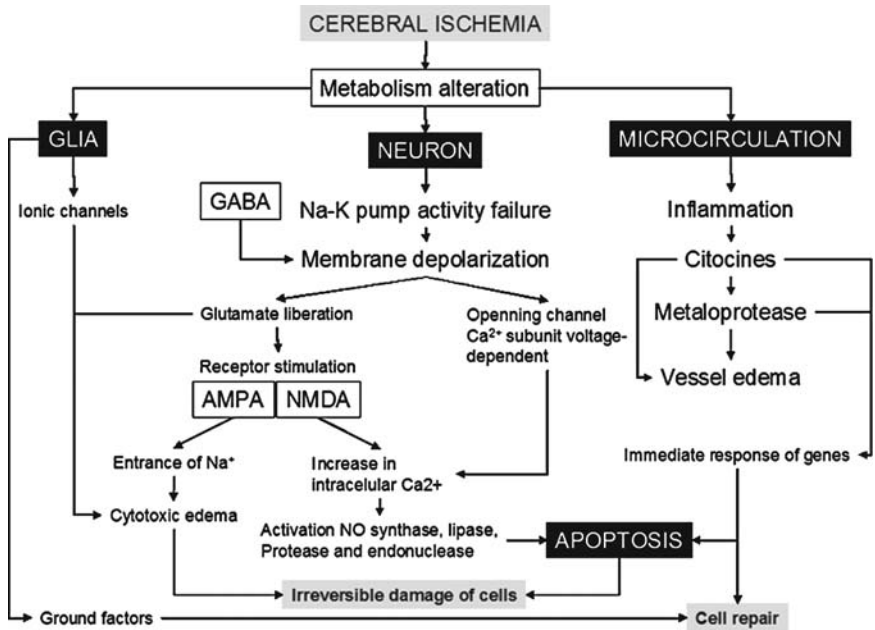 CEREBRAL ISCHEMIA
Metabolism alteration
GLIA
NEURON
MICROCIRCULATION
Ionic channels
GABA
Na-K pump activity failure
Inflammation
Membrane depolarization
Citocines
Glutamate liberation
Openning channel
Ca²⁺ subunit voltage-
dependent
Metaloprotease
Receptor stimulation
AMPA
NMDA
Vessel edema
Entrance of Na⁺
Increase in
intracelular Ca2+
Immediate response of genes
Cytotoxic edema
Activation NO synthase, lipase,
Protease and endonuclease
APOPTOSIS
Irreversible damage of cells
Ground factors
Cell repair